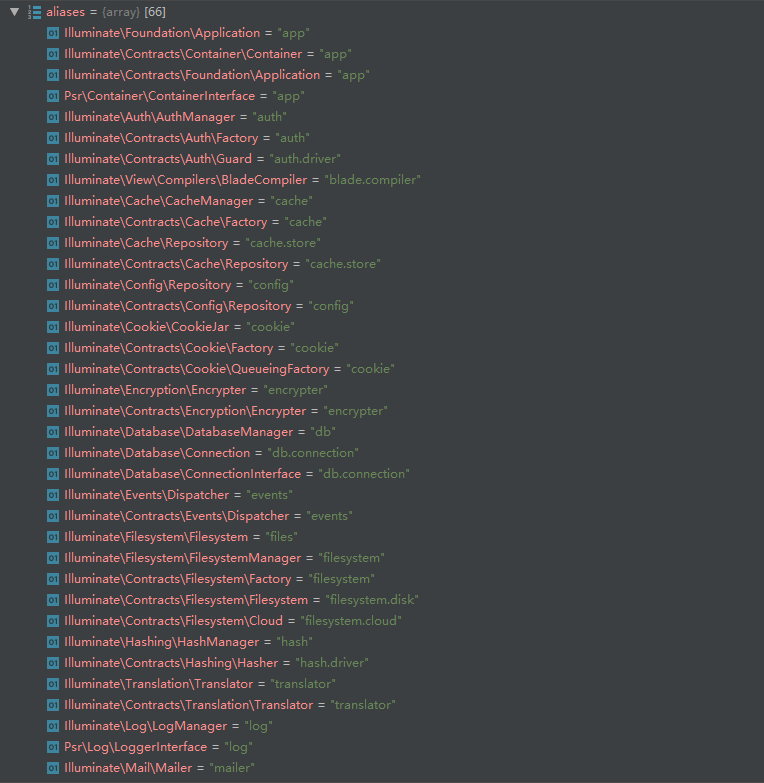 aliases = {array} [66]
01 Illuminate\Foundation\Application = "app"
01 Illuminate\Contracts\Container\Container = "app"
01 Illuminate\Contracts\Foundation\Application = "app"
01 Psr\Container\ContainerInterface = "app"
01 Illuminate\Auth\AuthManager = "auth"
01 Illuminate\Contracts\Auth\Factory = "auth"
01 Illuminate\Contracts\Auth\Guard = "auth.driver"
01 Illuminate\View\Compilers\BladeCompiler = "blade.compiler"
01 Illuminate\Cache\CacheManager = "cache"
01 Illuminate\Contracts\Cache\Factory = "cache"
01 Illuminate\Cache\Repository = "cache.store"
01 Illuminate\Contracts\Cache\Repository = "cache.store"
01 Illuminate\Config\Repository = "config"
01 Illuminate\Contracts\Config\Repository = "config"
01 Illuminate\Cookie\CookieJar = "cookie"
01 Illuminate\Contracts\Cookie\Factory = "cookie"
01 Illuminate\Contracts\Cookie\QueueingFactory = "cookie"
01 Illuminate\Encryption\Encrypter = "encrypter"
01 Illuminate\Contracts\Encryption\Encrypter = "encrypter"
01 Illuminate\Database\DatabaseManager = "db"
01 Illuminate\Database\Connection = "db.connection"
01 Illuminate\Database\ConnectionInterface = "db.connection"
01 Illuminate\Events\Dispatcher = "events"
01 Illuminate\Contracts\Events\Dispatcher = "events"
01 Illuminate\Filesystem\Filesystem = "files"
01 Illuminate\Filesystem\FilesystemManager = "filesystem"
01 Illuminate\Contracts\Filesystem\Factory = "filesystem"
01 Illuminate\Contracts\Filesystem\Filesystem = "filesystem.disk"
01 Illuminate\Contracts\Filesystem\Cloud = "filesystem.cloud"
01 Illuminate\Hashing\HashManager = "hash"
01 Illuminate\Contracts\Hashing\Hasher = "hash.driver"
01 Illuminate\Translation\Translator = "translator"
01 Illuminate\Contracts\Translation\Translator = "translator"
01 Illuminate\Log\LogManager = "log"
01 Psr\Log\LoggerInterface = "log"
01 Illuminate\Mail\Mailer = "mailer"